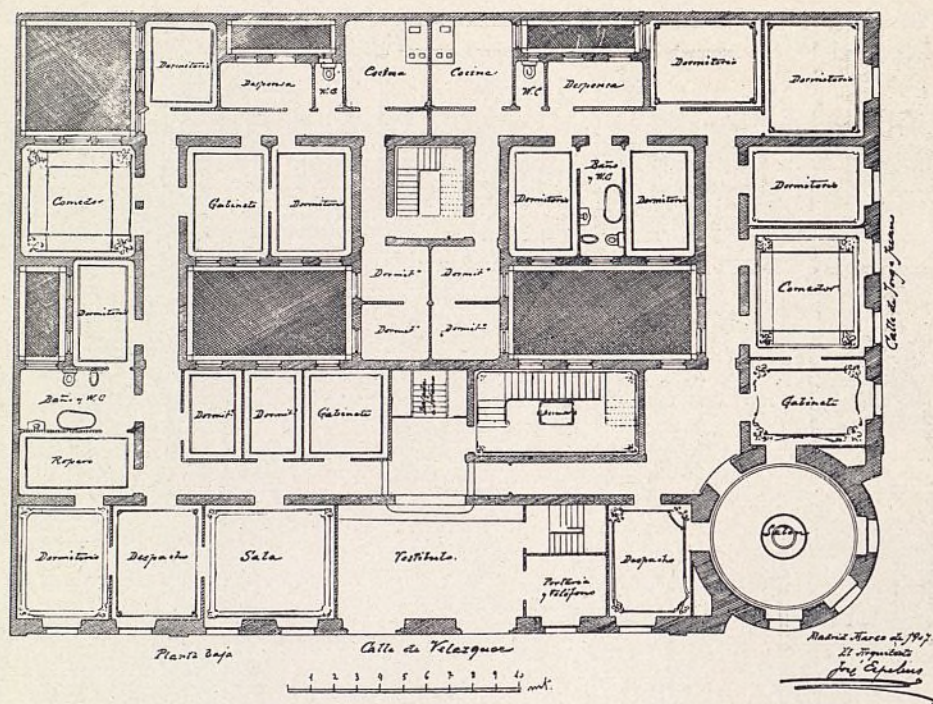 Dormitorio
Despensa
W.C
Cocina
Cocina
W.C
Despensa
Dormitorio
Dormitorio
Comedor
Gabinete
Dormitorio
Dormitorio
Baño
y W.C
Dormitorio
Dormitorio
Dormitorio
Dormit.º
Dormit.º
Dormit.º
Dormit.º
Comedor
Calle de Jorge Juan
Baño y W.C
Dormit.º
Dormit.º
Gabinete
Gabinete
Ropero
Dormitorio
Despacho
Sala
Vestíbulo.
Portería
y Teléfono
Despacho
Salón
Planta baja
Calle de Velazquez
1 2 3 4 5 6 7 8 9 10 mt.
Madrid Marzo de 1907.
El Arquitecto
José Espelius